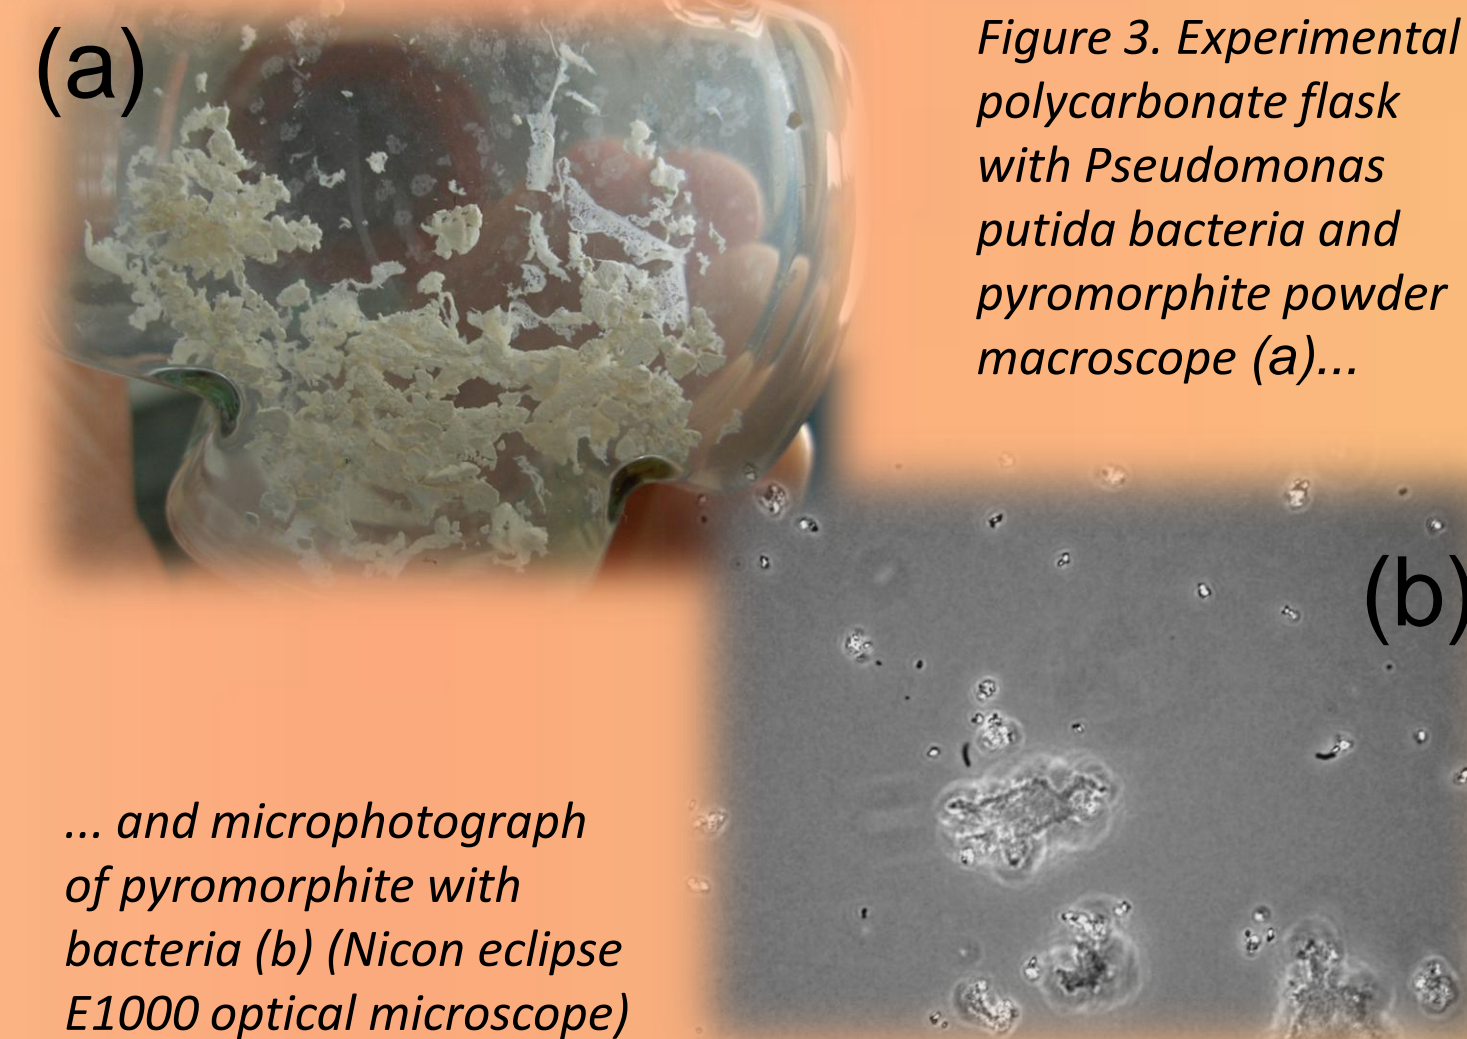 (a)
Figure 3. Experimental
polycarbonate flask
with Pseudomonas
putida bacteria and
pyromorphite powder
macroscope (a)...
(b)
... and microphotograph
of pyromorphite with
bacteria (b) (Nicon eclipse
E1000 optical microscope)